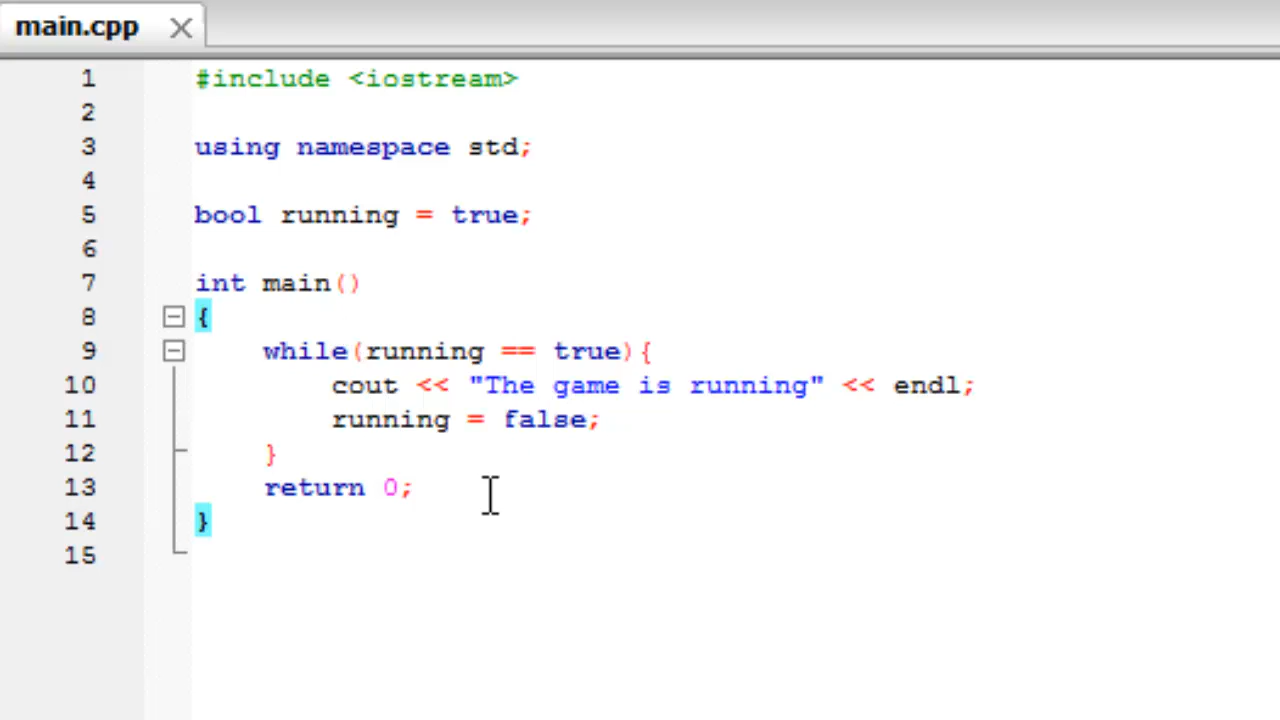 main.cpp
1 #include <iostream>
2
3 using namespace std;
4
5 bool running = true;
6
7 int main()
8 {
9     while(running == true){
10         cout << "The game is running" << endl;
11         running = false;
12     }
13     return 0;
14 }
15